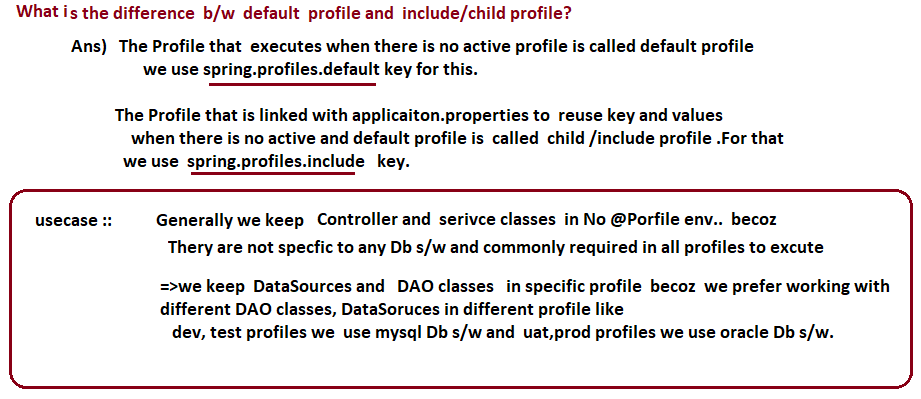 What is the difference b/w default profile and include/child profile?
Ans) The Profile that executes when there is no active profile is called default profile
we use spring.profiles.default key for this.
The Profile that is linked with applicaiton.properties to reuse key and values
when there is no active and default profile is called child /include profile .For that
we use spring.profiles.include key.
usecase :: Generally we keep Controller and serivce classes in No @Porfile env.. becoz
Thery are not specfic to any Db s/w and commonly required in all profiles to excute
=>we keep DataSources and DAO classes in specific profile becoz we prefer working with
different DAO classes, DataSoruces in different profile like
dev, test profiles we use mysql Db s/w and uat,prod profiles we use oracle Db s/w.